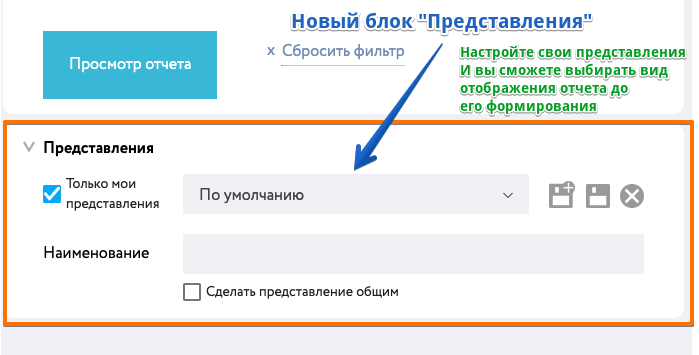 Новый блок "Представления"
Просмотр отчета
x Сбросить фильтр
Настройте свои представления
И вы сможете выбирать вид
отображения отчета до
его формирования
Представления
Только мои
представления
По умолчанию
Наименование
Сделать представление общим